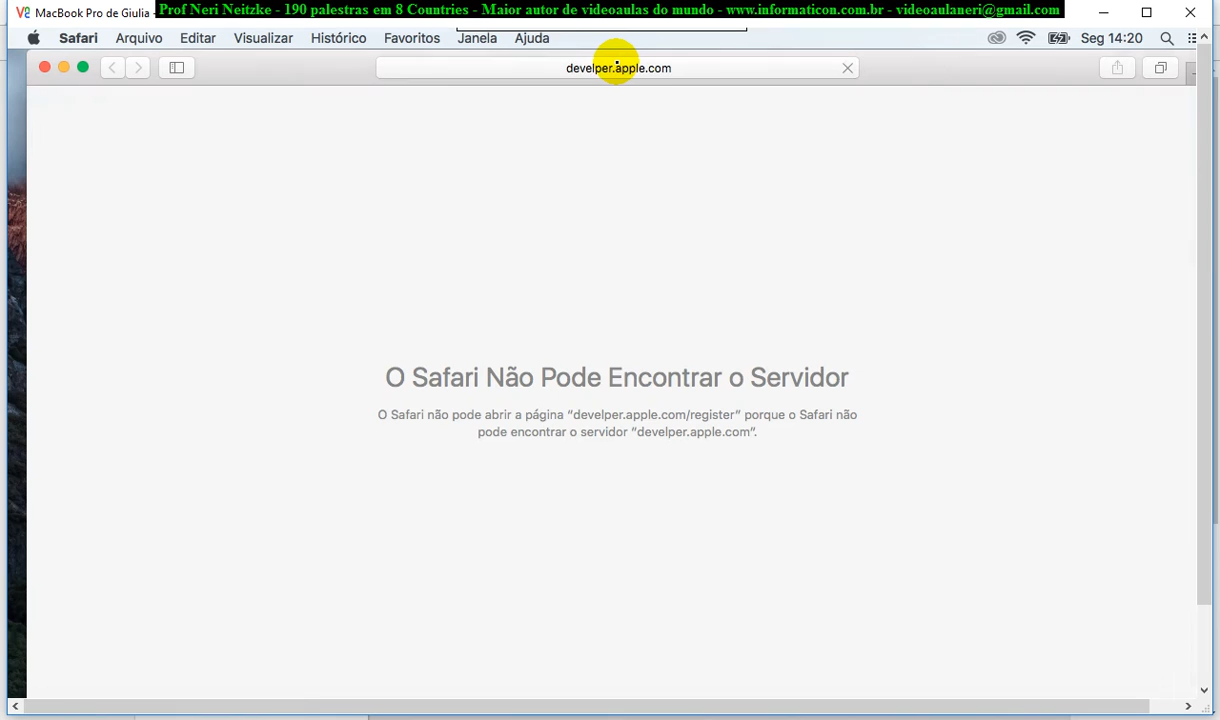 MacBook Pro de Giulia -
Prof Neri Neitzke - 190 palestras em 8 Countries - Maior autor de videoaulas do mundo - www.informaticon.com.br - videoaulaneri@gmail.com
Safari Arquivo Editar Visualizar Histórico Favoritos Janela Ajuda Seg 14:20
develper.apple.com
O Safari Não Pode Encontrar o Servidor
O Safari não pode abrir a página “develper.apple.com/register” porque o Safari não
pode encontrar o servidor “develper.apple.com”.